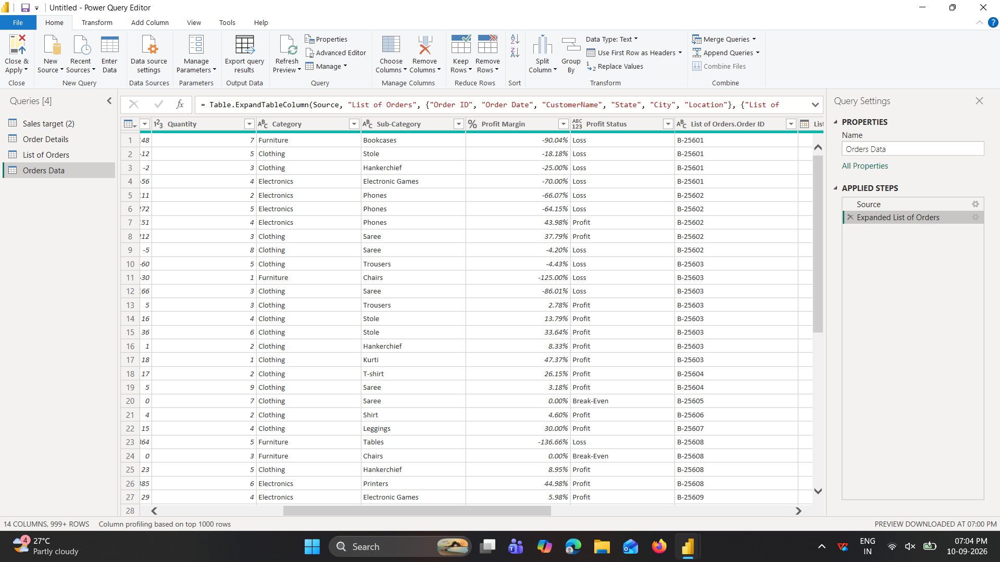 Untitled - Power Query Editor
File Home Transform Add Column View Tools Help
Close & Apply
New Source
Recent Sources
Enter Data
Data source settings
Manage Parameters
Export query results
Refresh Preview
Properties
Advanced Editor
Manage
Choose Columns
Remove Columns
Keep Rows
Remove Rows
Split Column
Group By
Data Type: Text
Use First Row as Headers
Replace Values
Merge Queries
Append Queries
Combine Files
Close New Query Data Sources Parameters Output Data Query Manage Columns Reduce Rows Sort Transform Combine
Queries [4]
Sales target (2)
Order Details
List of Orders
Orders Data
fx
= Table.ExpandTableColumn(Source, "List of Orders", {"Order ID", "Order Date", "CustomerName", "State", "City", "Location"}, {"List of
123 Quantity ABC Category ABC Sub-Category % Profit Margin ABC 123 Profit Status ABC List of Orders.Order ID List
1 148 7 Furniture Bookcases -90.04% Loss B-25601
2 -12 5 Clothing Stole -18.18% Loss B-25601
3 -2 3 Clothing Hankerchief -25.00% Loss B-25601
4 -56 4 Electronics Electronic Games -70.00% Loss B-25601
5 111 2 Electronics Phones -66.07% Loss B-25602
6 272 5 Electronics Phones -64.15% Loss B-25602
7 151 4 Electronics Phones 43.98% Profit B-25602
8 212 3 Clothing Saree 37.79% Profit B-25602
9 -5 8 Clothing Saree -4.20% Loss B-25602
10 -60 5 Clothing Trousers -4.43% Loss B-25603
11 -30 1 Furniture Chairs -125.00% Loss B-25603
12 166 3 Clothing Saree -86.01% Loss B-25603
13 5 3 Clothing Trousers 2.78% Profit B-25603
14 16 4 Clothing Stole 13.79% Profit B-25603
15 36 6 Clothing Stole 33.64% Profit B-25603
16 1 2 Clothing Hankerchief 8.33% Profit B-25603
17 18 1 Clothing Kurti 47.37% Profit B-25603
18 17 2 Clothing T-shirt 26.15% Profit B-25604
19 5 9 Clothing Saree 3.18% Profit B-25604
20 0 7 Clothing Saree 0.00% Break-Even B-25605
21 4 2 Clothing Shirt 4.60% Profit B-25606
22 15 4 Clothing Leggings 30.00% Profit B-25607
23 364 5 Furniture Tables -136.66% Loss B-25608
24 0 3 Furniture Chairs 0.00% Break-Even B-25608
25 23 5 Clothing Hankerchief 8.95% Profit B-25608
26 385 6 Electronics Printers 44.98% Profit B-25608
27 29 4 Electronics Electronic Games 5.98% Profit B-25609
28
Query Settings
PROPERTIES
Name
Orders Data
All Properties
APPLIED STEPS
Source
Expanded List of Orders
14 COLUMNS, 999+ ROWS Column profiling based on top 1000 rows PREVIEW DOWNLOADED AT 07:00 PM
4
27°C
Partly cloudy
Search
ENG
IN
07:04 PM
10-09-2026